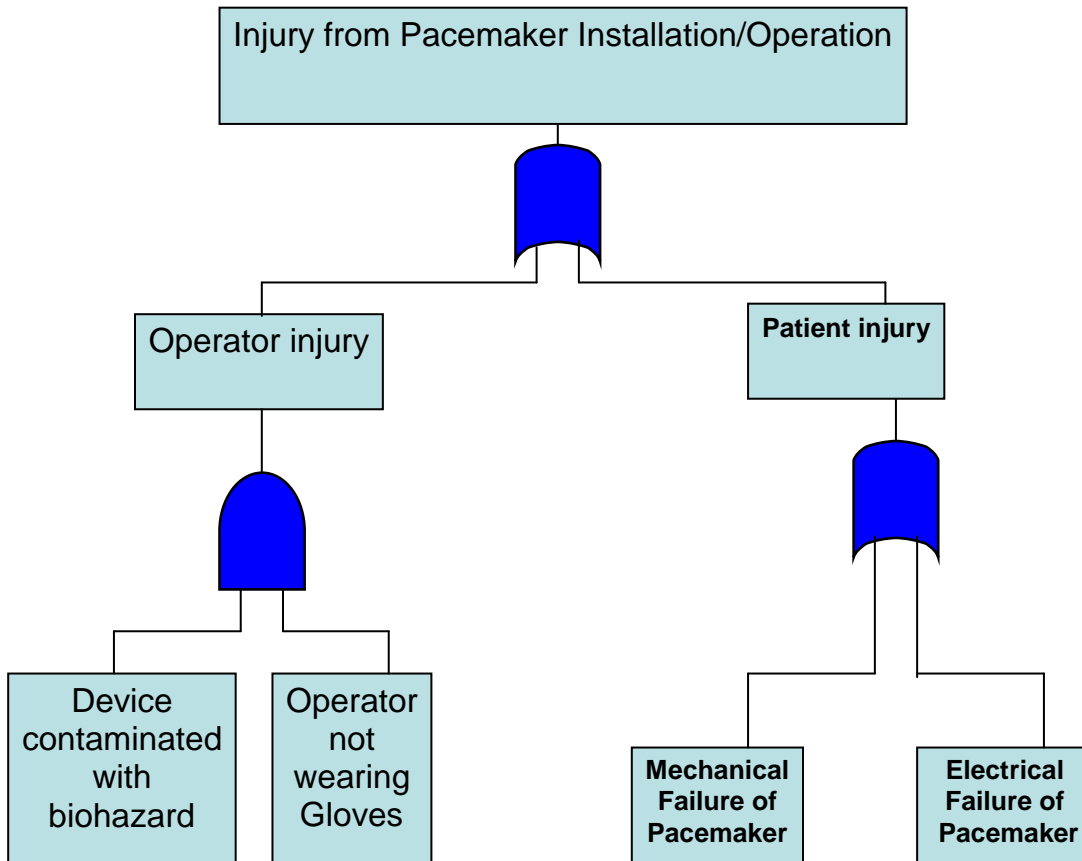 Injury from Pacemaker Installation/Operation
Operator injury
Patient injury
Device
contaminated
with
biohazard
Operator
not
wearing
Gloves
Mechanical
Failure of
Pacemaker
Electrical
Failure of
Pacemaker